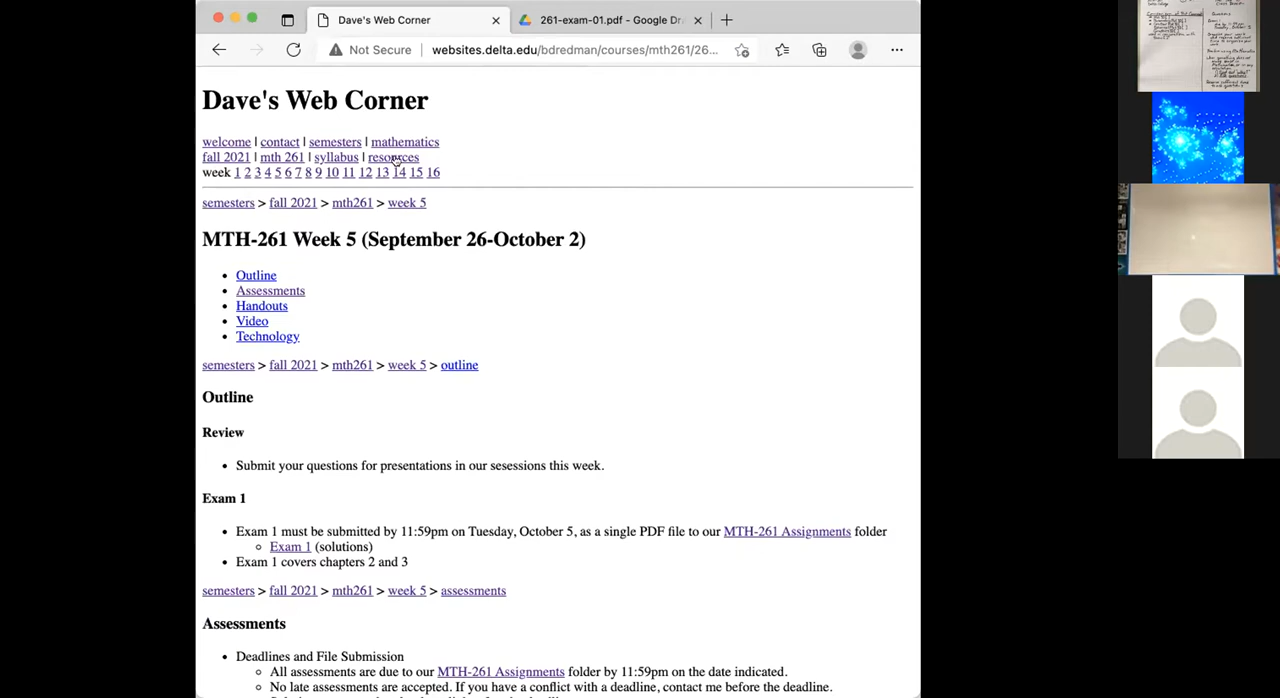 Dave's Web Corner
261-exam-01.pdf - Google Dr
Not Secure
websites.delta.edu/bdredman/courses/mth261/26...
Dave's Web Corner
welcome | contact | semesters | mathematics
fall 2021 | mth 261 | syllabus | resources
week 1 2 3 4 5 6 7 8 9 10 11 12 13 14 15 16
semesters > fall 2021 > mth261 > week 5
MTH-261 Week 5 (September 26-October 2)
• Outline
• Assessments
• Handouts
• Video
• Technology
semesters > fall 2021 > mth261 > week 5 > outline
Outline
Review
• Submit your questions for presentations in our sesessions this week.
Exam 1
• Exam 1 must be submitted by 11:59pm on Tuesday, October 5, as a single PDF file to our MTH-261 Assignments folder
◦ Exam 1 (solutions)
• Exam 1 covers chapters 2 and 3
semesters > fall 2021 > mth261 > week 5 > assessments
Assessments
• Deadlines and File Submission
◦ All assessments are due to our MTH-261 Assignments folder by 11:59pm on the date indicated.
◦ No late assessments are accepted. If you have a conflict with a deadline, contact me before the deadline.